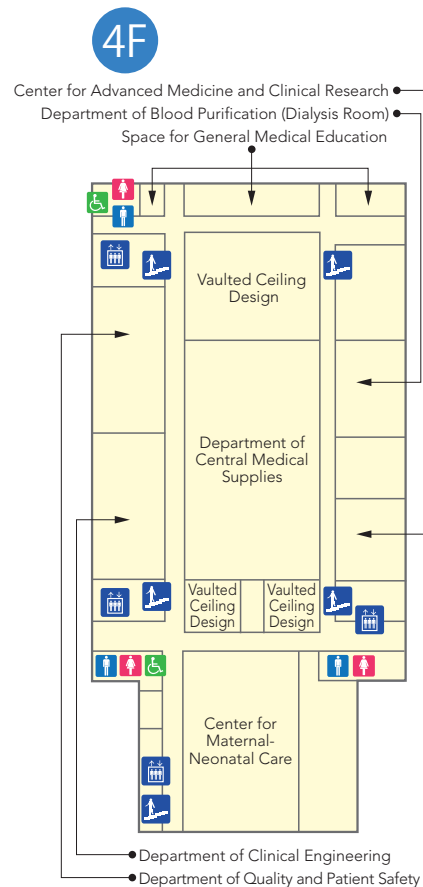 4F
Center for Advanced Medicine and Clinical Research
Department of Blood Purification (Dialysis Room)
Space for General Medical Education
Vaulted Ceiling
Design
Department of
Central Medical
Supplies
Vaulted
Ceiling
Design
Vaulted
Ceiling
Design
Center for
Maternal-
Neonatal Care
Department of Clinical Engineering
Department of Quality and Patient Safety